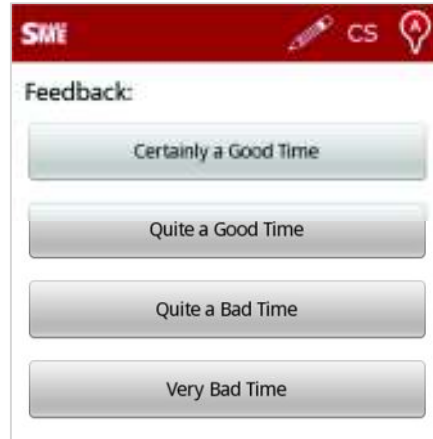 SME CS A
Feedback:
Certainly a Good Time
Quite a Good Time
Quite a Bad Time
Very Bad Time